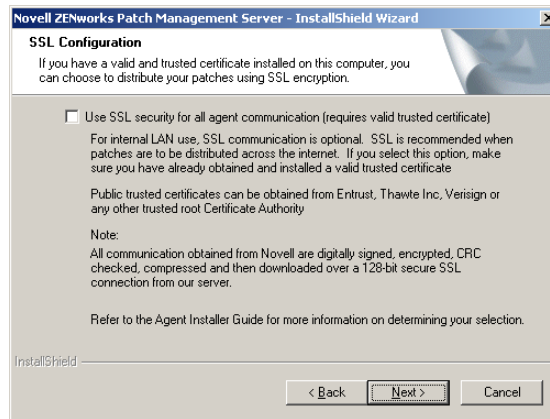 Novell ZENworks Patch Management Server - InstallShield Wizard
SSL Configuration
If you have a valid and trusted certificate installed on this computer, you
can choose to distribute your patches using SSL encryption.
Use SSL security for all agent communication (requires valid trusted certificate)
For internal LAN use, SSL communication is optional. SSL is recommended when
patches are to be distributed across the internet. If you select this option, make
sure you have already obtained and installed a valid trusted certificate
Public trusted certificates can be obtained from Entrust, Thawte Inc, Verisign or
any other trusted root Certificate Authority
Note:
All communication obtained from Novell are digitally signed, encrypted, CRC
checked, compressed and then downloaded over a 128-bit secure SSL
connection from our server.
Refer to the Agent Installer Guide for more information on determining your selection.
InstallShield
< Back Next > Cancel